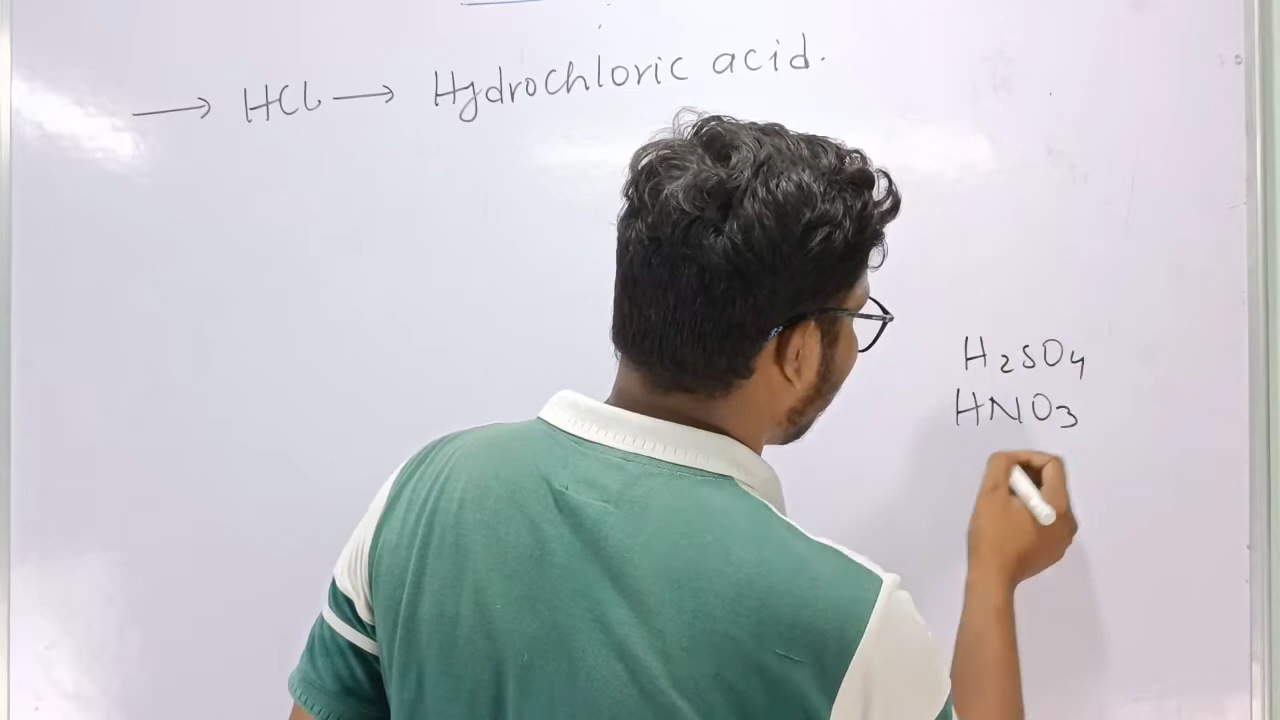 → HCl → Hydrochloric acid.
H₂SO₄
HNO₃